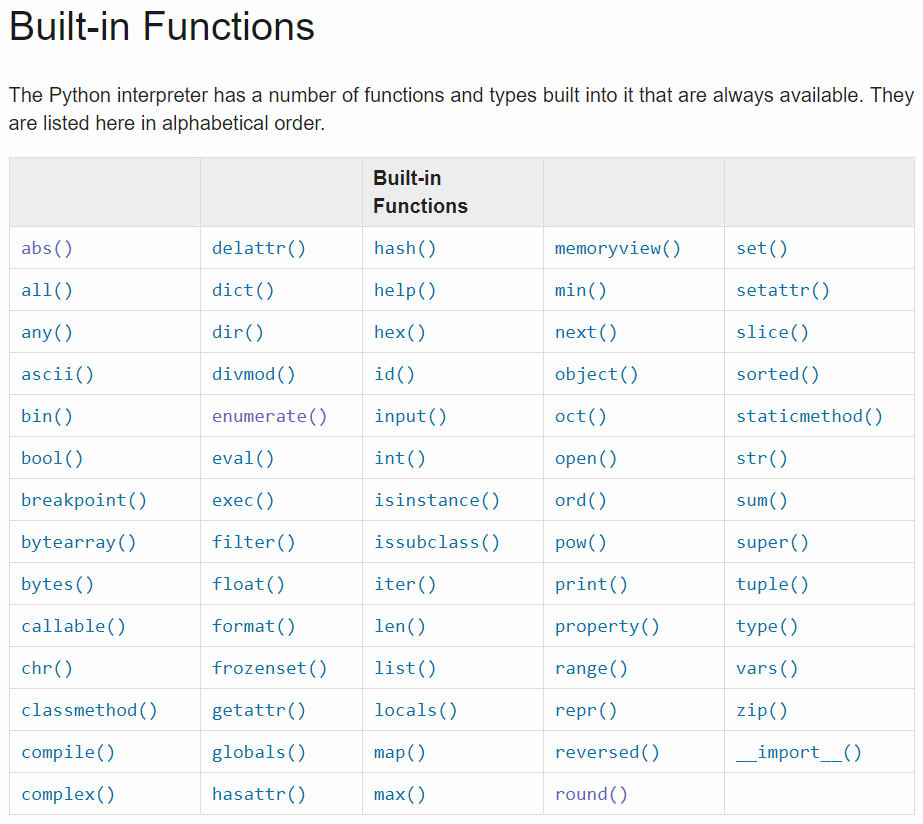 Built-in Functions
The Python interpreter has a number of functions and types built into it that are always available. They
are listed here in alphabetical order.
Built-in
Functions
abs() delattr() hash() memoryview() set()
all() dict() help() min() setattr()
any() dir() hex() next() slice()
ascii() divmod() id() object() sorted()
bin() enumerate() input() oct() staticmethod()
bool() eval() int() open() str()
breakpoint() exec() isinstance() ord() sum()
bytearray() filter() issubclass() pow() super()
bytes() float() iter() print() tuple()
callable() format() len() property() type()
chr() frozenset() list() range() vars()
classmethod() getattr() locals() repr() zip()
compile() globals() map() reversed() __import__()
complex() hasattr() max() round()